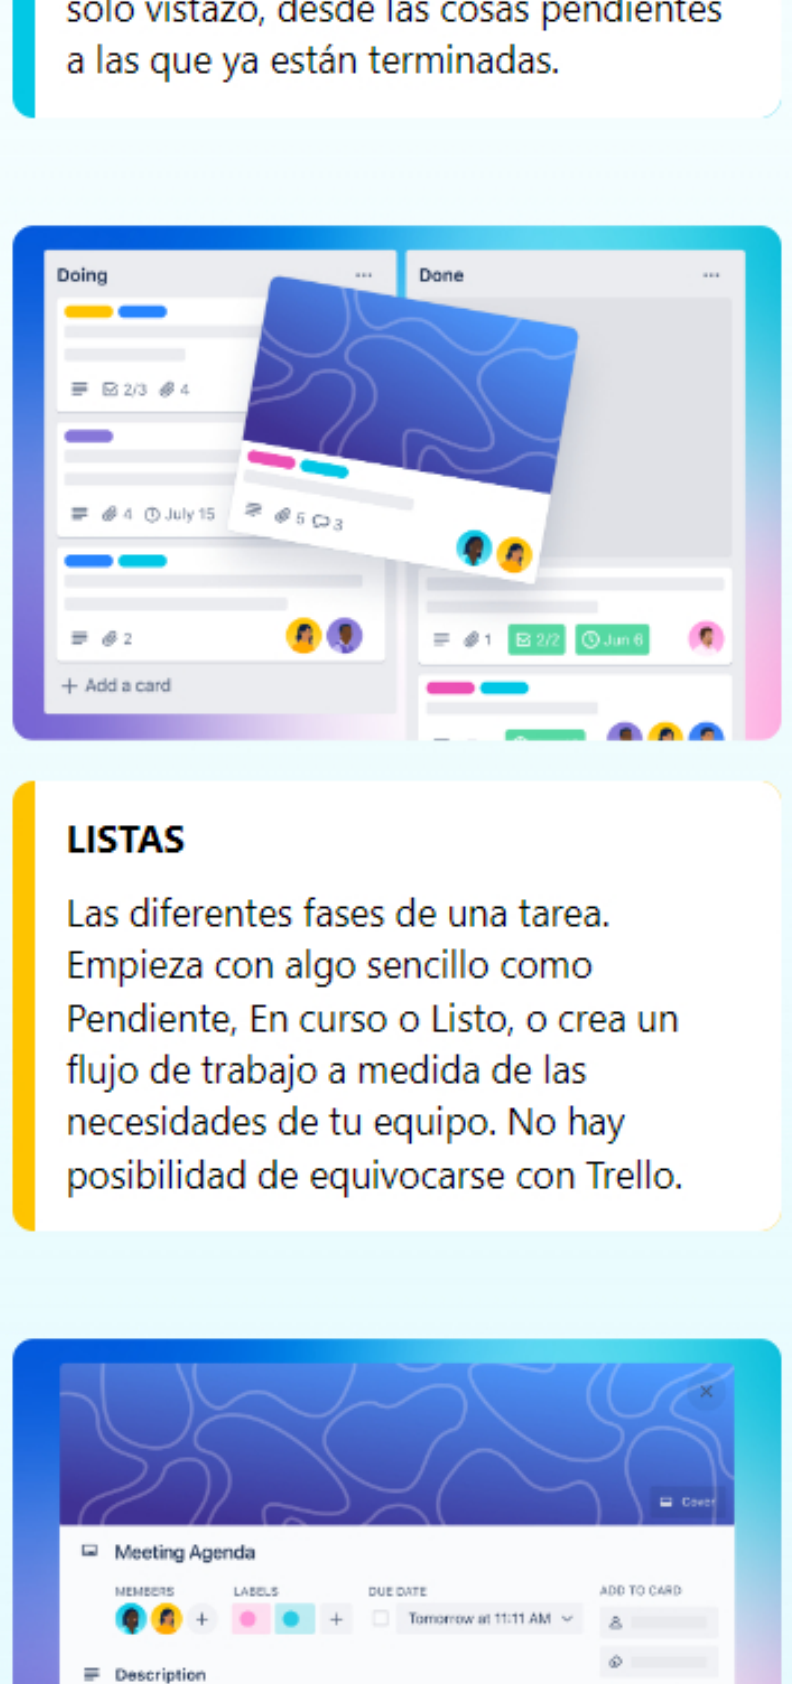 solo vistazo, desde las cosas pendientes
a las que ya están terminadas.
Doing
Done
2/3 4
4 July 15
5 3
2
+ Add a card
1 2/2 Jun 6
LISTAS
Las diferentes fases de una tarea.
Empieza con algo sencillo como
Pendiente, En curso o Listo, o crea un
flujo de trabajo a medida de las
necesidades de tu equipo. No hay
posibilidad de equivocarse con Trello.
Cover
Meeting Agenda
MEMBERS LABELS DUE DATE ADD TO CARD
Tomorrow at 11:11 AM
Description